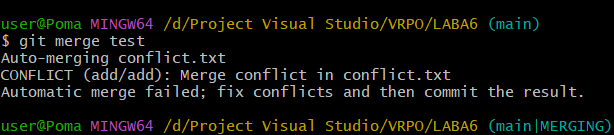 user@Poma MINGW64 /d/Project Visual Studio/VRPO/LABA6 (main)
$ git merge test
Auto-merging conflict.txt
CONFLICT (add/add): Merge conflict in conflict.txt
Automatic merge failed; fix conflicts and then commit the result.
user@Poma MINGW64 /d/Project Visual Studio/VRPO/LABA6 (main|MERGING)